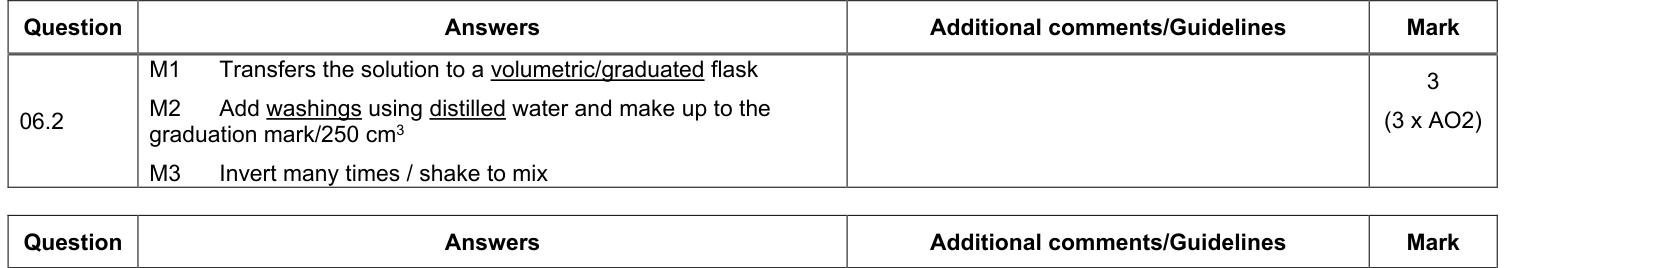 Question Answers Additional comments/Guidelines Mark
06.2
M1 Transfers the solution to a volumetric/graduated flask
M2 Add washings using distilled water and make up to the
graduation mark/250 cm³
M3 Invert many times / shake to mix
3
(3 x AO2)
Question Answers Additional comments/Guidelines Mark